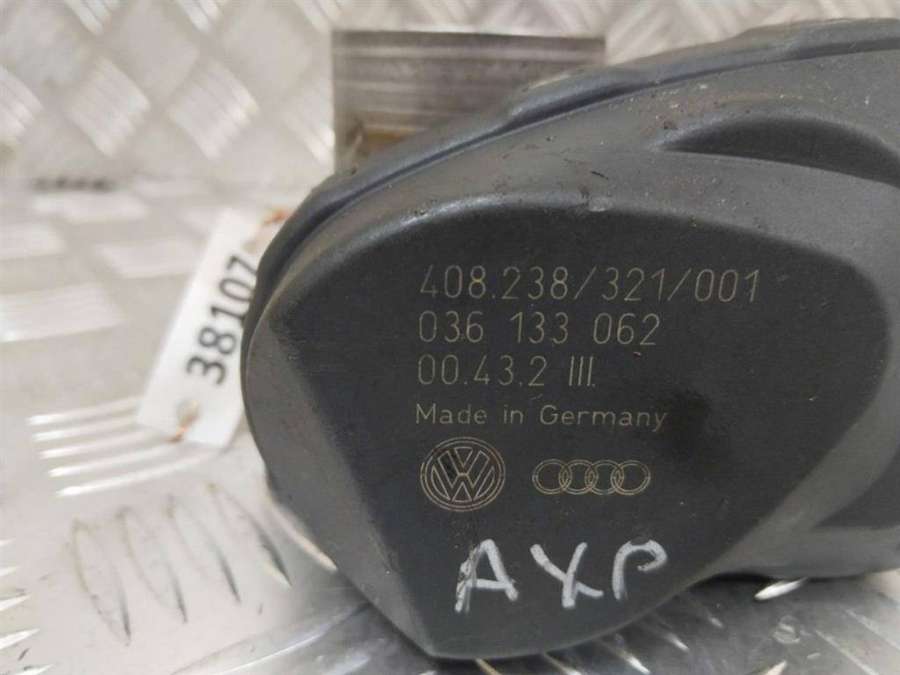 38107
408.238/321/001
036 133 062
00.43.2 III.
Made in Germany
VW
AXP